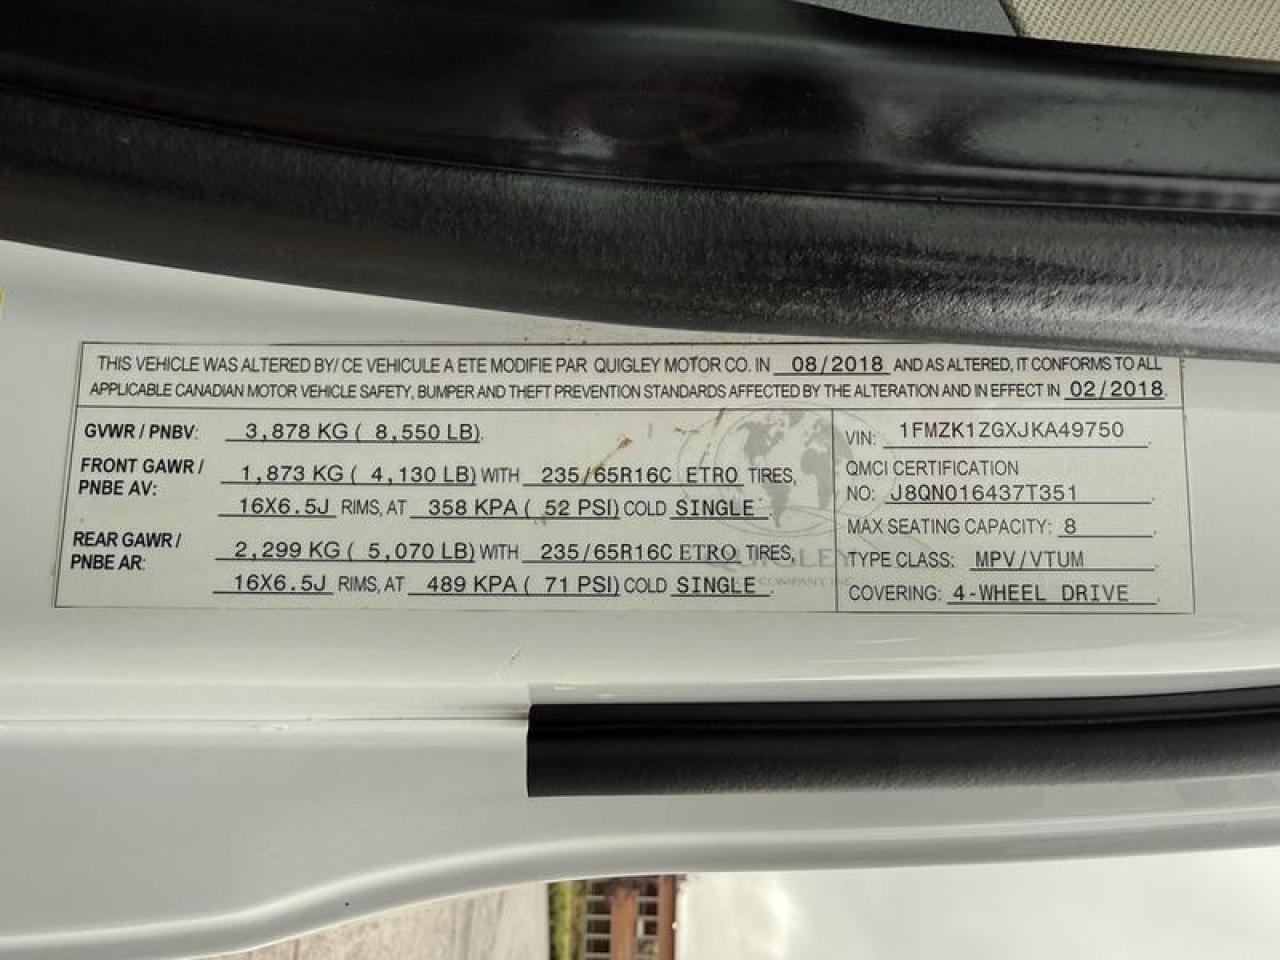 THIS VEHICLE WAS ALTERED BY/ CE VEHICULE A ETE MODIFIE PAR QUIGLEY MOTOR CO. IN 08/2018 AND AS ALTERED, IT CONFORMS TO ALL
APPLICABLE CANADIAN MOTOR VEHICLE SAFETY, BUMPER AND THEFT PREVENTION STANDARDS AFFECTED BY THE ALTERATION AND IN EFFECT IN 02/2018.
GVWR / PNBV: 3,878 KG ( 8,550 LB).
FRONT GAWR / PNBE AV: 1,873 KG ( 4,130 LB) WITH 235/65R16C ETRO TIRES,
16X6.5J RIMS, AT 358 KPA ( 52 PSI) COLD SINGLE.
REAR GAWR / PNBE AR: 2,299 KG ( 5,070 LB) WITH 235/65R16C ETRO TIRES,
16X6.5J RIMS, AT 489 KPA ( 71 PSI) COLD SINGLE.
VIN: 1FMZK1ZGXJKA49750.
QMCI CERTIFICATION
NO: J8QN016437T351.
MAX SEATING CAPACITY: 8.
TYPE CLASS: MPV/VTUM.
COVERING: 4-WHEEL DRIVE.
QUIGLEY